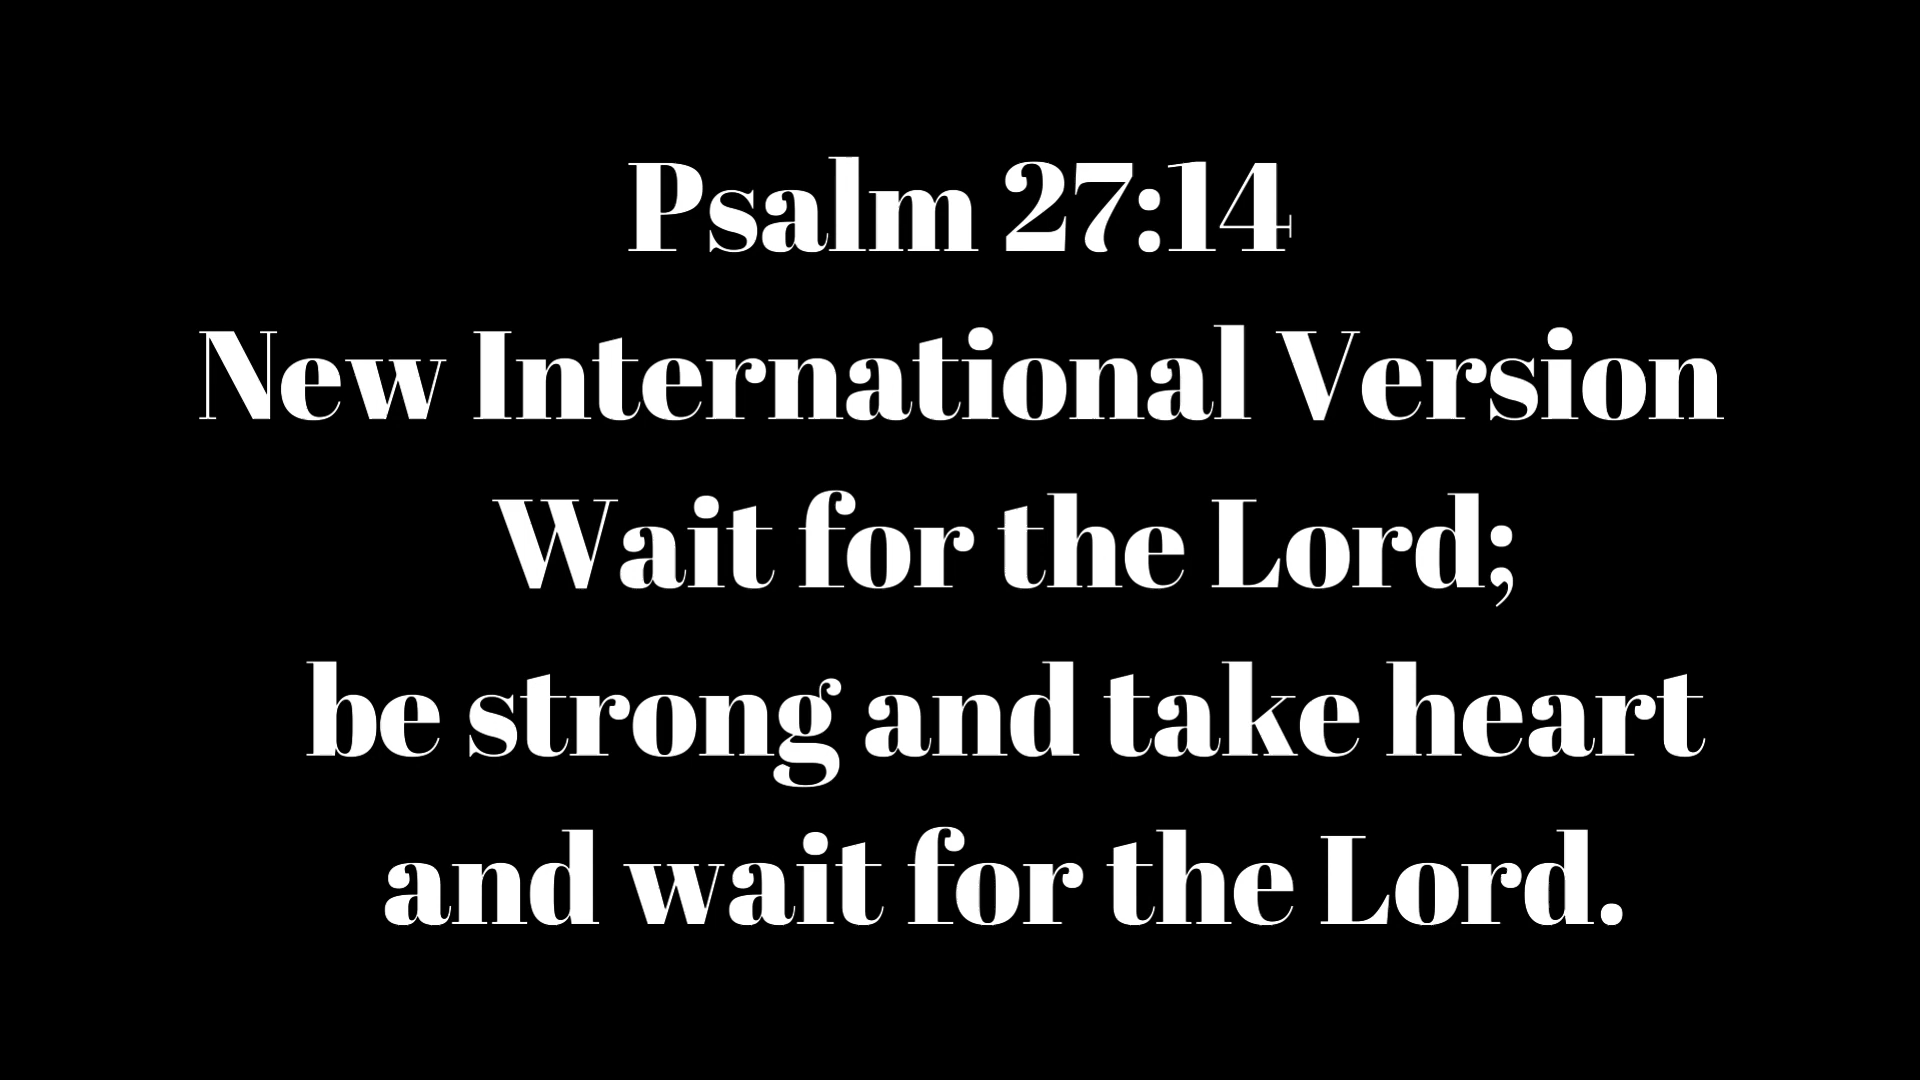 Psalm 27:14
New International Version
Wait for the Lord;
be strong and take heart
and wait for the Lord.